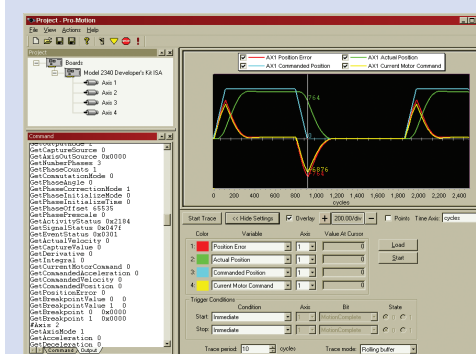 Project - Pro-Motion
File View Actions Help
Project
Boards
Model 2340 Developer's Kit ISA
Axis 1
Axis 2
Axis 3
Axis 4
Command
GetCaptureSource 0
GetAxisOutSource 0x0000
GetNumberPhases 3
GetPhaseCounts 1
GetCommutationMode 0
GetPhaseAngle 0
GetPhaseCorrectionMode 1
GetPhaseInitializeMode 0
GetPhaseInitializeTime 0
GetPhaseOffset 65535
GetPhasePrescale 0
GetActivityStatus 0x2184
GetSignalStatus 0x047f
GetEventStatus 0x0301
GetActualVelocity 0
GetCaptureValue 0
GetDerivative 0
GetIntegral 0
GetCurrentMotorCommand 0
GetCommandedAcceleration 0
GetCommandedVelocity 0
GetCommandedPosition 0
GetPositionError 0
GetBreakpointValue 0 0
GetBreakpointValue 1 0
GetBreakpoint 0 0x0000
GetBreakpoint 1 0x0000
#Axis 2
GetAxisMode 1
GetAcceleration 0
GetDeceleration 0
Command Output
AX1 Position Error
AX1 Actual Position
AX1 Commanded Position
AX1 Current Motor Command
764
0
0 200 400 600 800 1,000 1,200 1,400 1,600 1,800 2,000 2,200 2,400
cycles
Start Trace << Hide Settings Overlay + 200.00/div - Points Time Axis: cycles
Color Variable Axis Value At Cursor
1: Position Error 1
2: Actual Position 1
3: Commanded Position 1
4: Current Motor Command 1
Load
Start
Trigger Conditions
Condition Axis Bit State
Start: Immediate 1 MotionComplete 0 1
Stop: Immediate 1 MotionComplete 0 1
Trace period: 10 cycles Trace mode: Rolling buffer